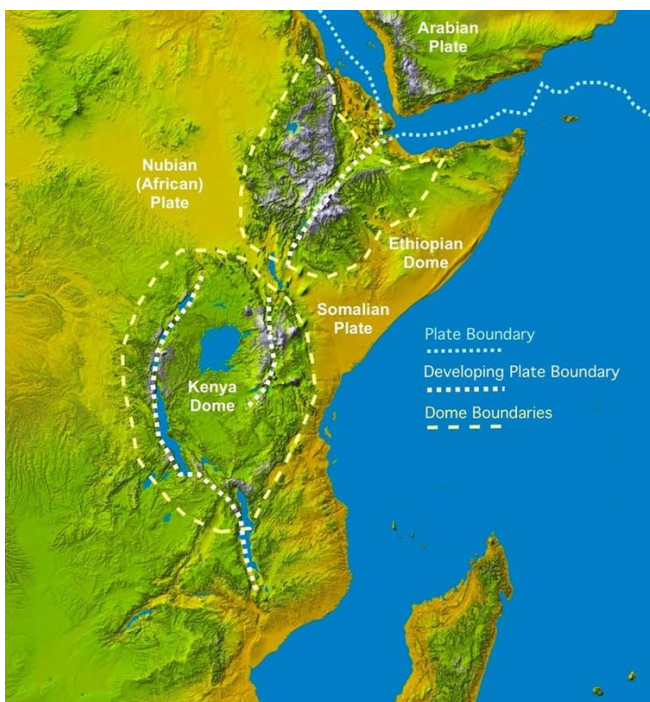 Arabian
Plate
Nubian
(African)
Plate
Ethiopian
Dome
Somalian
Plate
Kenya
Dome
Plate Boundary
Developing Plate Boundary
Dome Boundaries